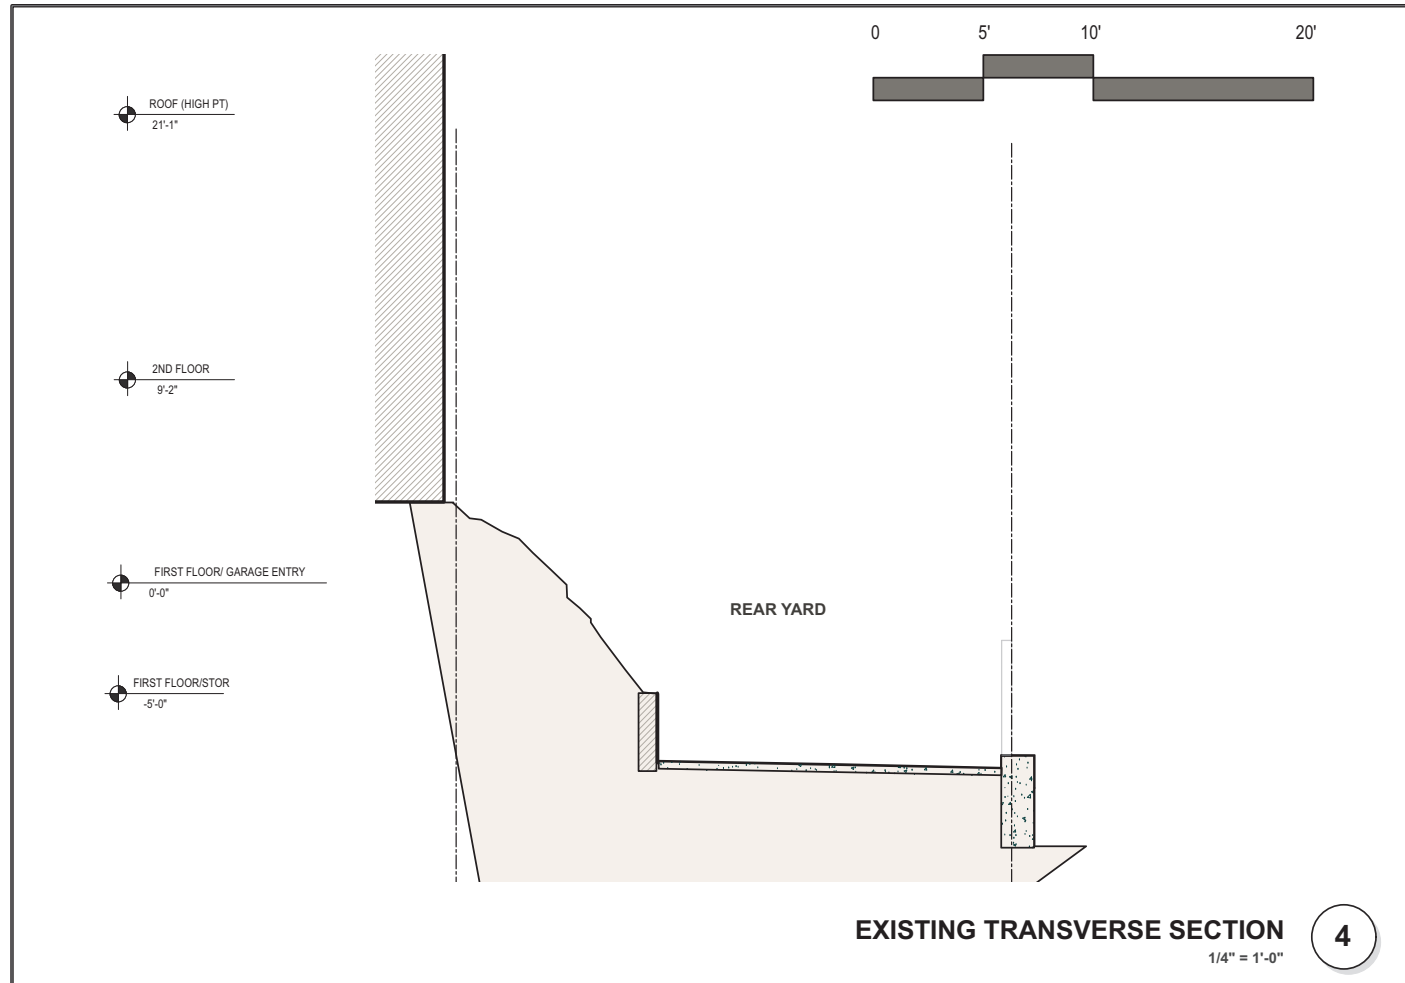 0 5' 10' 20'
ROOF (HIGH PT)
21'-1"
2ND FLOOR
9'-2"
FIRST FLOOR/ GARAGE ENTRY
0'-0"
REAR YARD
FIRST FLOOR/STOR
-5'-0"
EXISTING TRANSVERSE SECTION
1/4" = 1'-0"
4